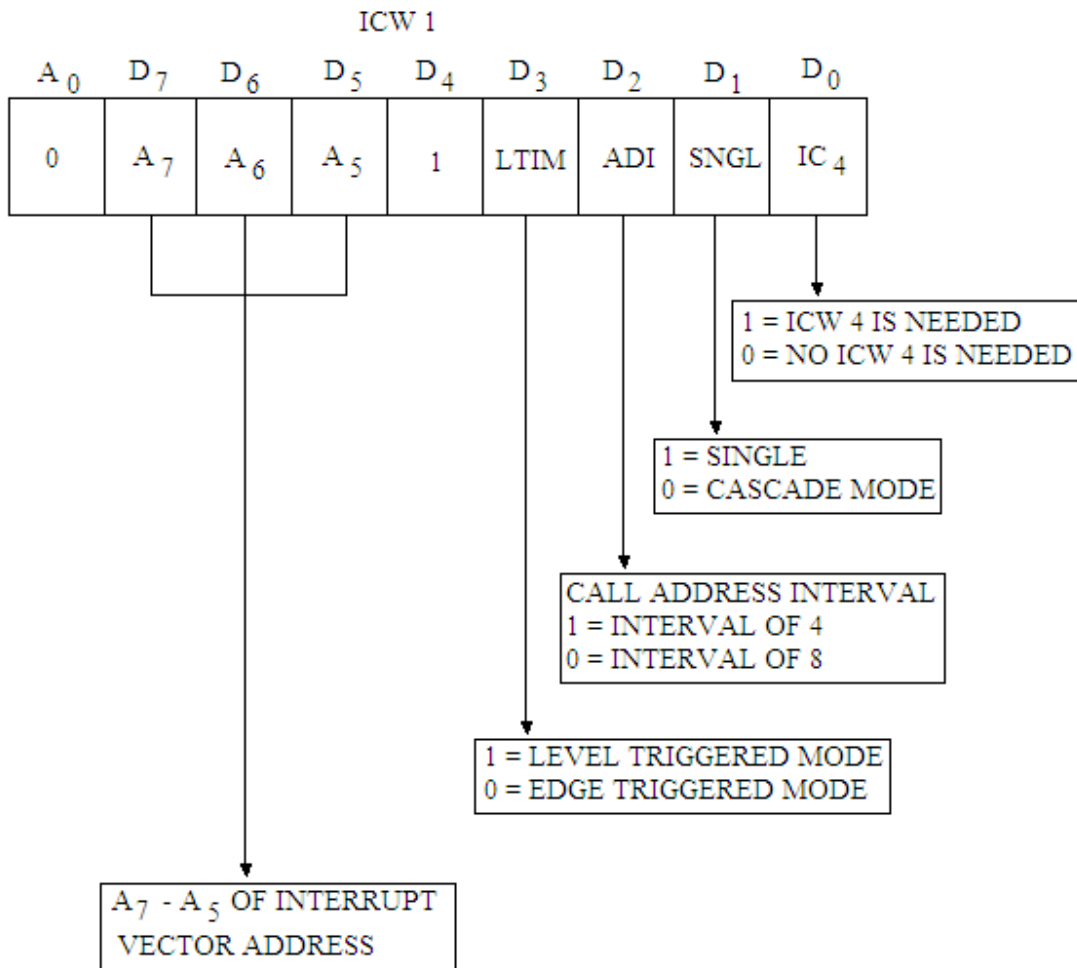 ICW 1
A0 D7 D6 D5 D4 D3 D2 D1 D0
0 A7 A6 A5 1 LTIM ADI SNGL IC4
1 = ICW 4 IS NEEDED
0 = NO ICW 4 IS NEEDED
1 = SINGLE
0 = CASCADE MODE
CALL ADDRESS INTERVAL
1 = INTERVAL OF 4
0 = INTERVAL OF 8
1 = LEVEL TRIGGERED MODE
0 = EDGE TRIGGERED MODE
A7 - A5 OF INTERRUPT
VECTOR ADDRESS